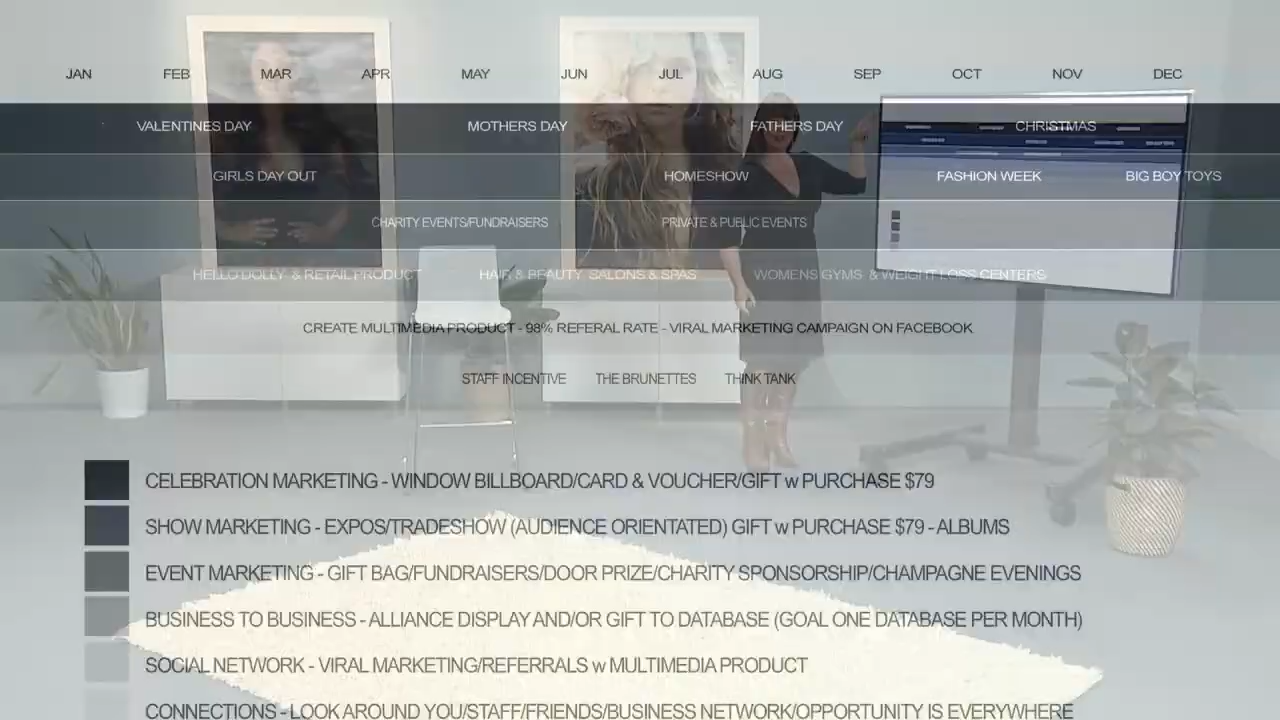 JAN FEB MAR APR MAY JUN JUL AUG SEP OCT NOV DEC
VALENTINES DAY MOTHERS DAY FATHERS DAY CHRISTMAS
GIRLS DAY OUT HOMESHOW FASHION WEEK BIG BOY TOYS
CHARITY EVENTS/FUNDRAISERS PRIVATE & PUBLIC EVENTS
HELLO DOLLY & RETAIL PRODUCT HAIR & BEAUTY SALONS & SPAS WOMENS GYMS & WEIGHT LOSS CENTERS
CREATE MULTIMEDIA PRODUCT - 98% REFERAL RATE - VIRAL MARKETING CAMPAIGN ON FACEBOOK
STAFF INCENTIVE THE BRUNETTES THINK TANK
CELEBRATION MARKETING - WINDOW BILLBOARD/CARD & VOUCHER/GIFT w PURCHASE $79
SHOW MARKETING - EXPOS/TRADESHOW (AUDIENCE ORIENTATED) GIFT w PURCHASE $79 - ALBUMS
EVENT MARKETING - GIFT BAG/FUNDRAISERS/DOOR PRIZE/CHARITY SPONSORSHIP/CHAMPAGNE EVENINGS
BUSINESS TO BUSINESS - ALLIANCE DISPLAY AND/OR GIFT TO DATABASE (GOAL ONE DATABASE PER MONTH)
SOCIAL NETWORK - VIRAL MARKETING/REFERRALS w MULTIMEDIA PRODUCT
CONNECTIONS - LOOK AROUND YOU/STAFF/FRIENDS/BUSINESS NETWORK/OPPORTUNITY IS EVERYWHERE